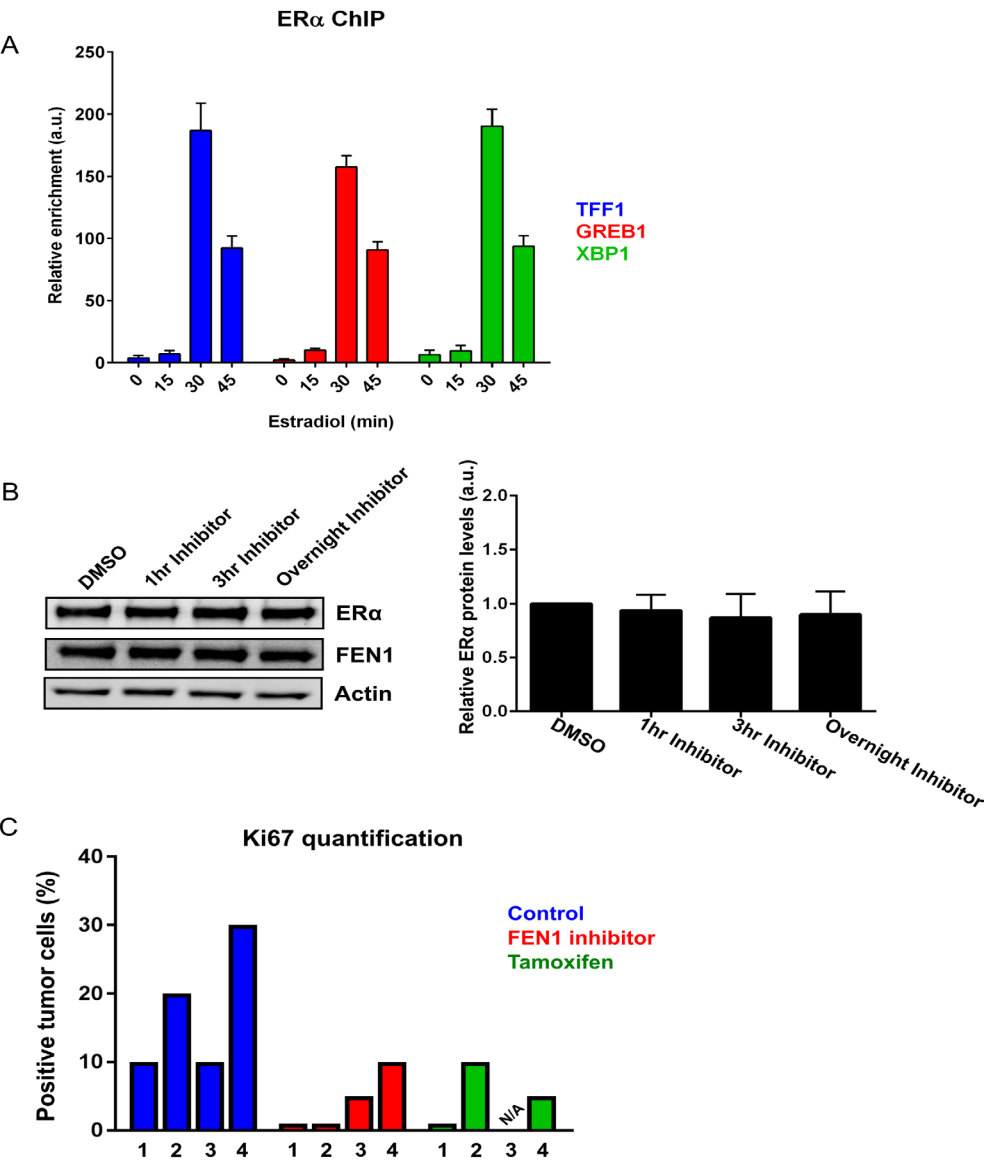 ERα ChIP
A
Relative enrichment (a.u.)
250
200
150
100
50
0
0 15 30 45 0 15 30 45 0 15 30 45
Estradiol (min)
TFF1
GREB1
XBP1
B
DMSO
1hr Inhibitor
3hr Inhibitor
Overnight Inhibitor
ERα
FEN1
Actin
Relative ERα protein levels (a.u.)
2.0
1.5
1.0
0.5
0.0
DMSO
1hr Inhibitor
3hr Inhibitor
Overnight Inhibitor
C
Ki67 quantification
Positive tumor cells (%)
40
30
20
10
0
N/A
1 2 3 4 1 2 3 4 1 2 3 4
Control
FEN1 inhibitor
Tamoxifen